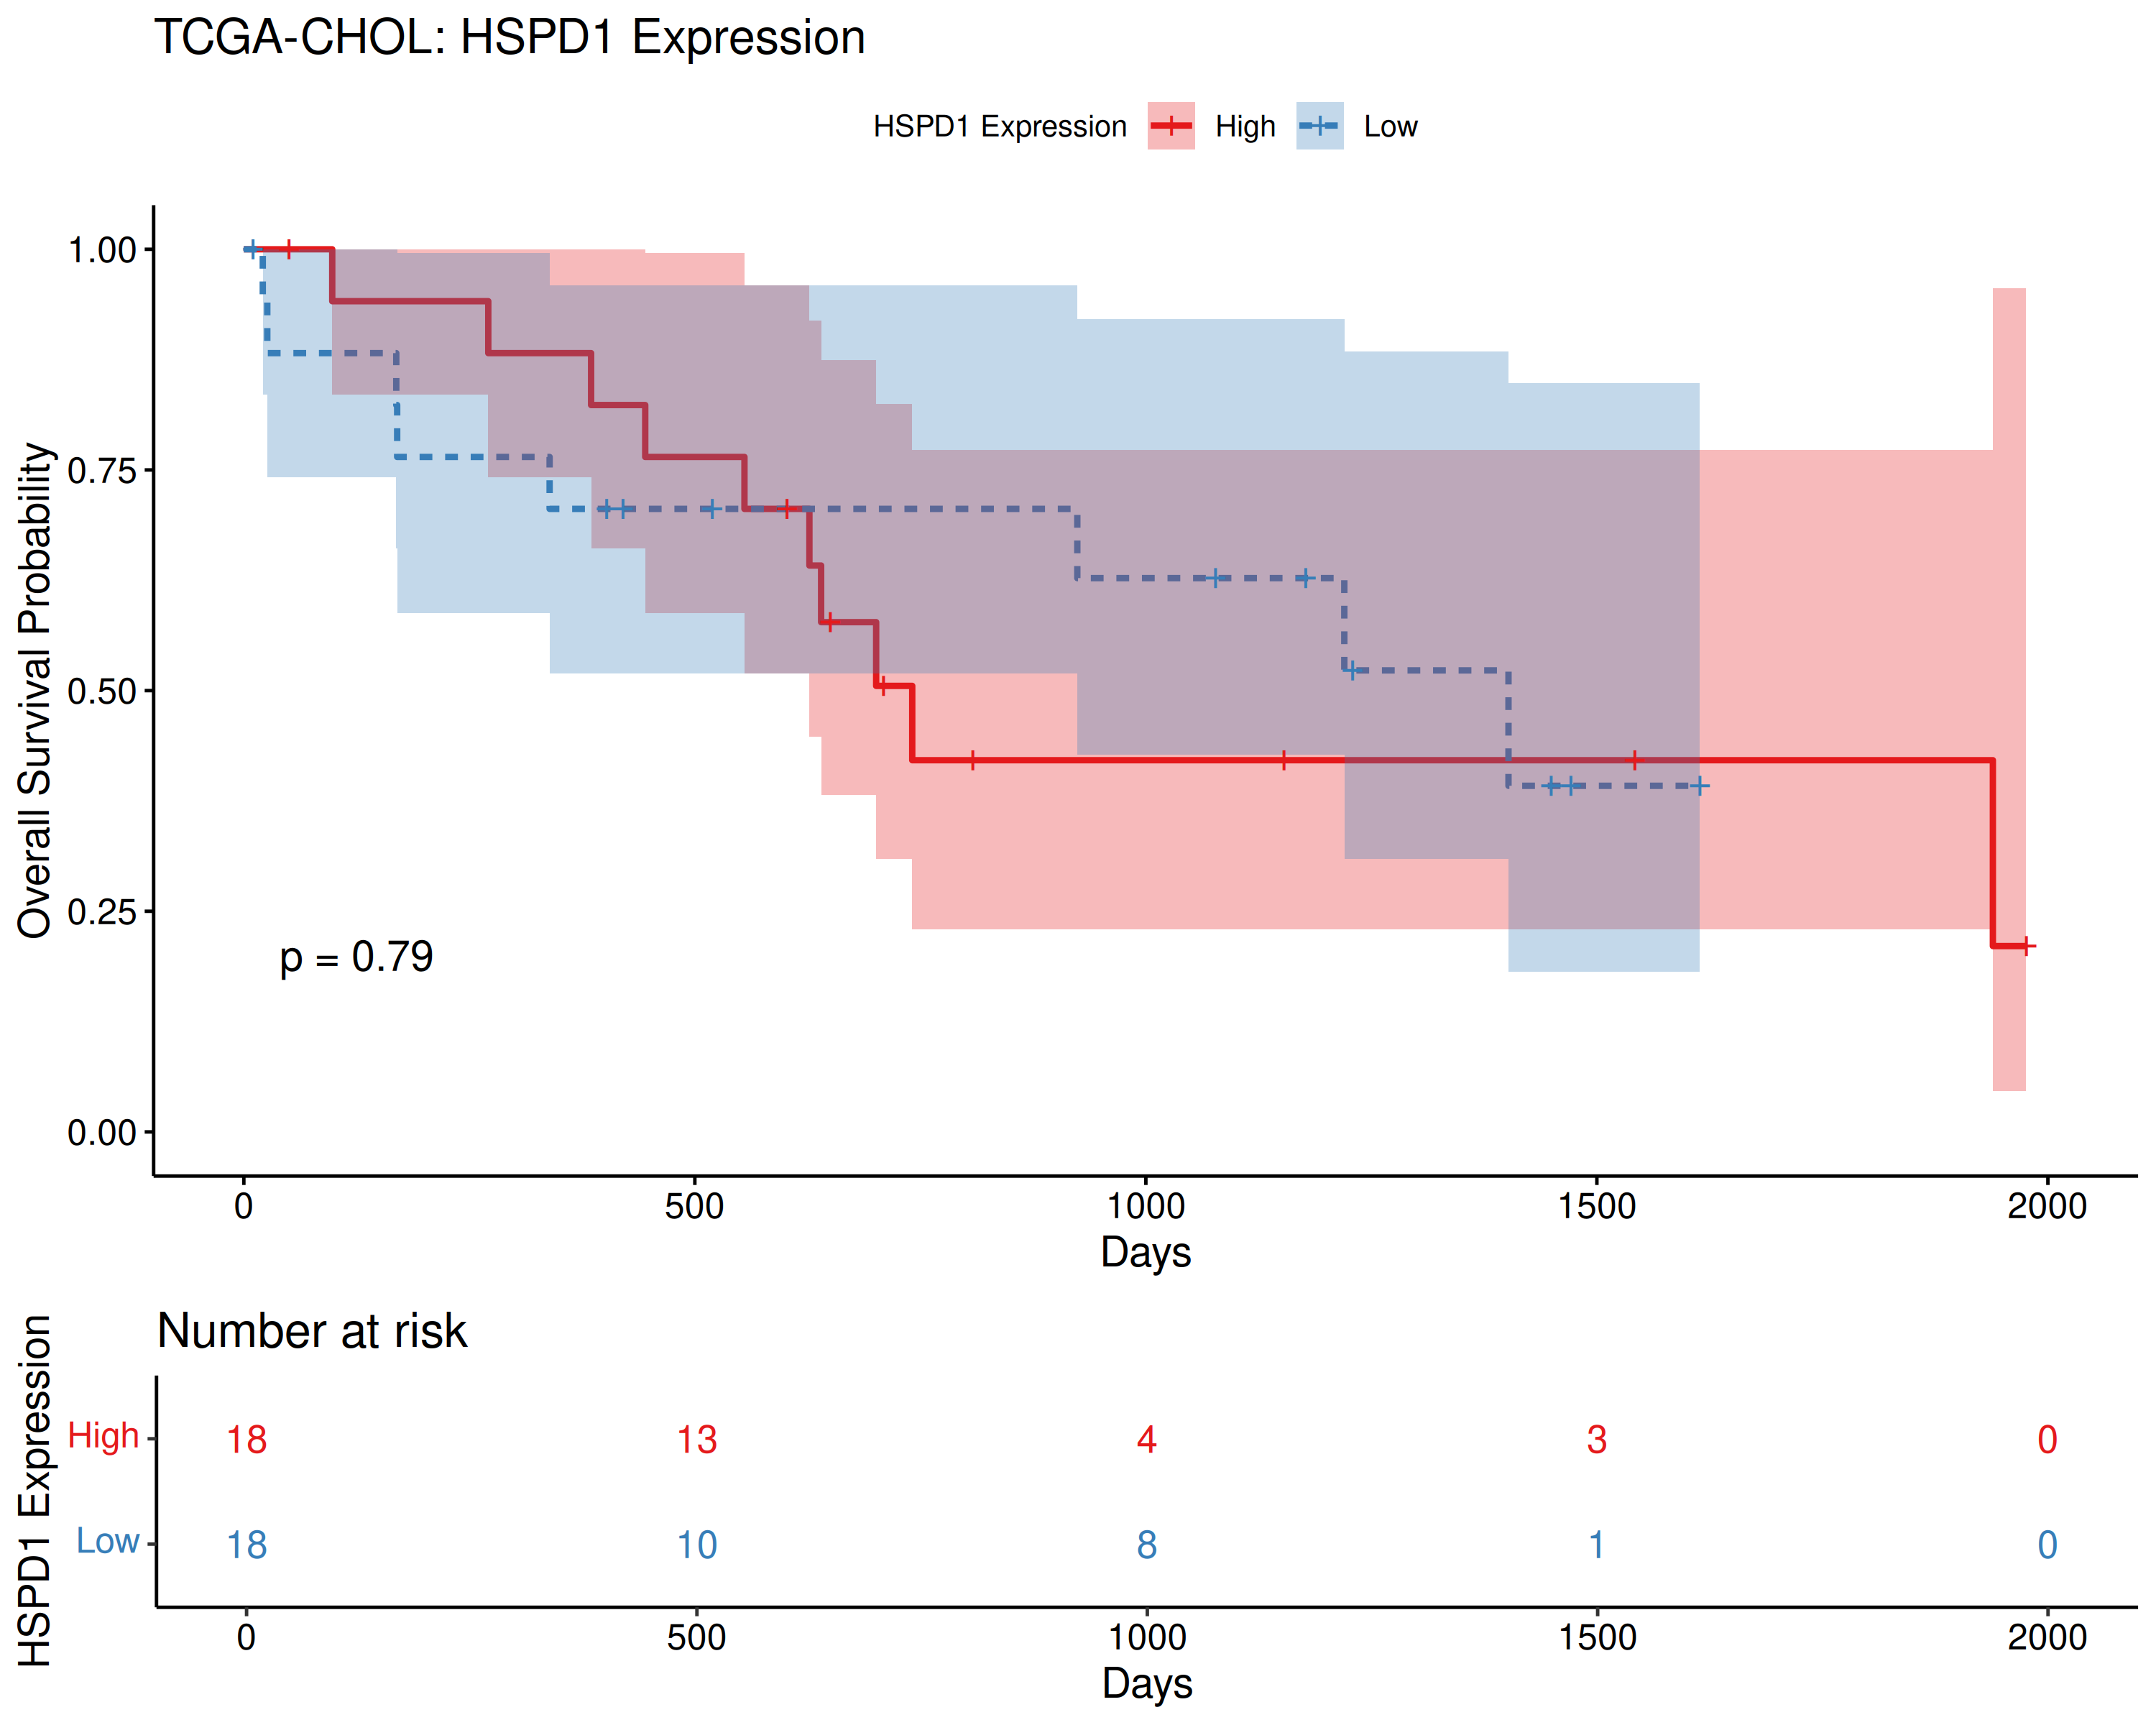 TCGA-CHOL: HSPD1 Expression
HSPD1 Expression High Low
Overall Survival Probability
1.00
0.75
0.50
0.25
0.00
p = 0.79
0 500 1000 1500 2000
Days
Number at risk
HSPD1 Expression
High 18 13 4 3 0
Low 18 10 8 1 0
0 500 1000 1500 2000
Days